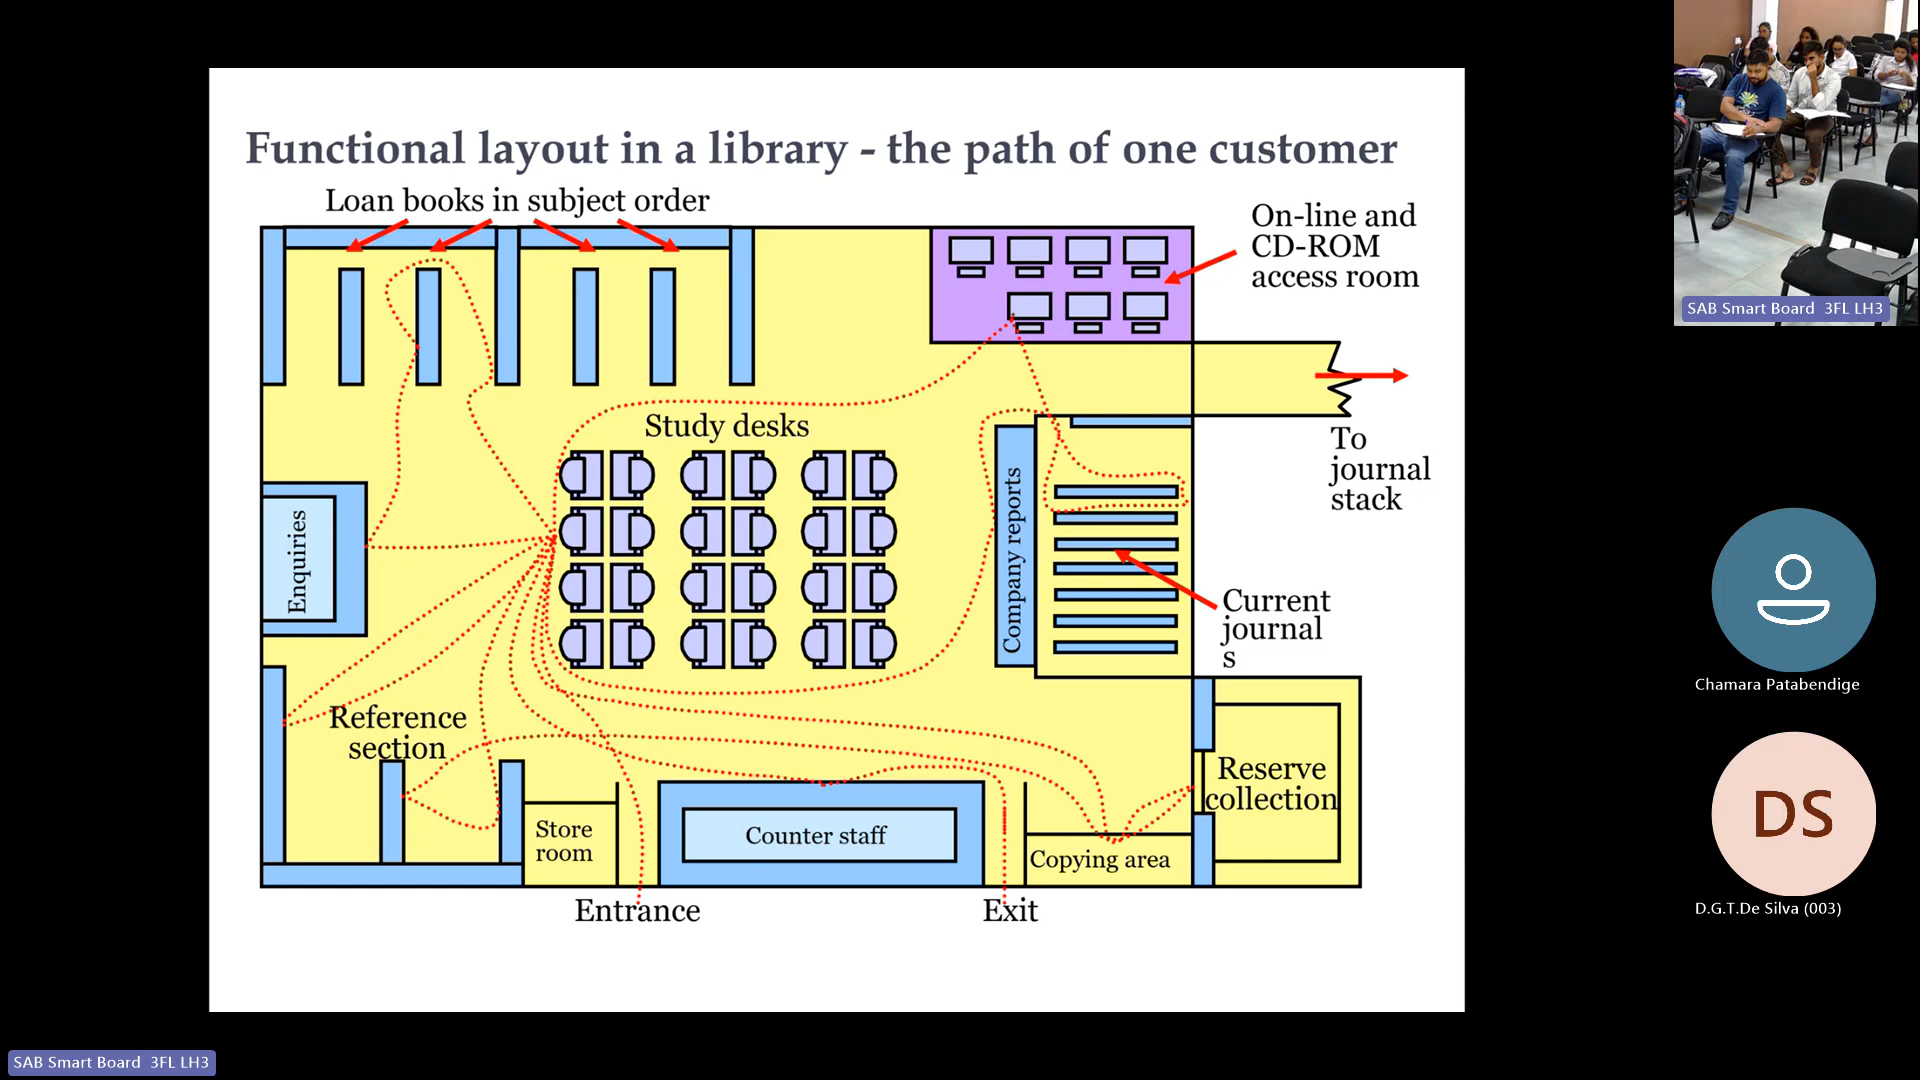 Functional layout in a library - the path of one customer
Loan books in subject order
On-line and
CD-ROM
access room
Study desks
To
journal
stack
Enquiries
Company reports
Current
journal
s
Reference
section
Reserve
collection
Store
room
Counter staff
Copying area
Entrance
Exit
SAB Smart Board 3FL LH3
Chamara Patabendige
DS
D.G.T.De Silva (003)
SAB Smart Board 3FL LH3